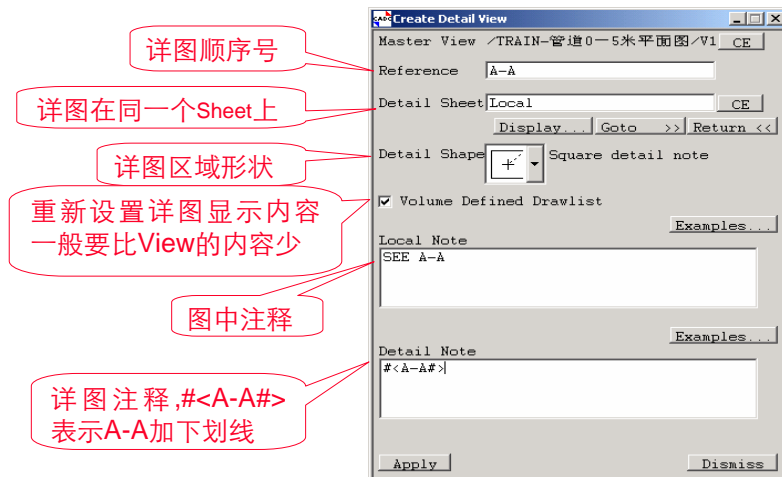 Create Detail View
Master View /TRAIN-管道0一5米平面图/V1 CE
详图顺序号
Reference A-A
详图在同一个Sheet上
Detail Sheet Local CE
Display... Goto >> Return <<
详图区域形状
Detail Shape Square detail note
重新设置详图显示内容
一般要比View的内容少
Volume Defined Drawlist
Examples...
Local Note
SEE A-A
图中注释
Examples...
Detail Note
#<A-A#>
详图注释,#<A-A#>
表示A-A加下划线
Apply Dismiss